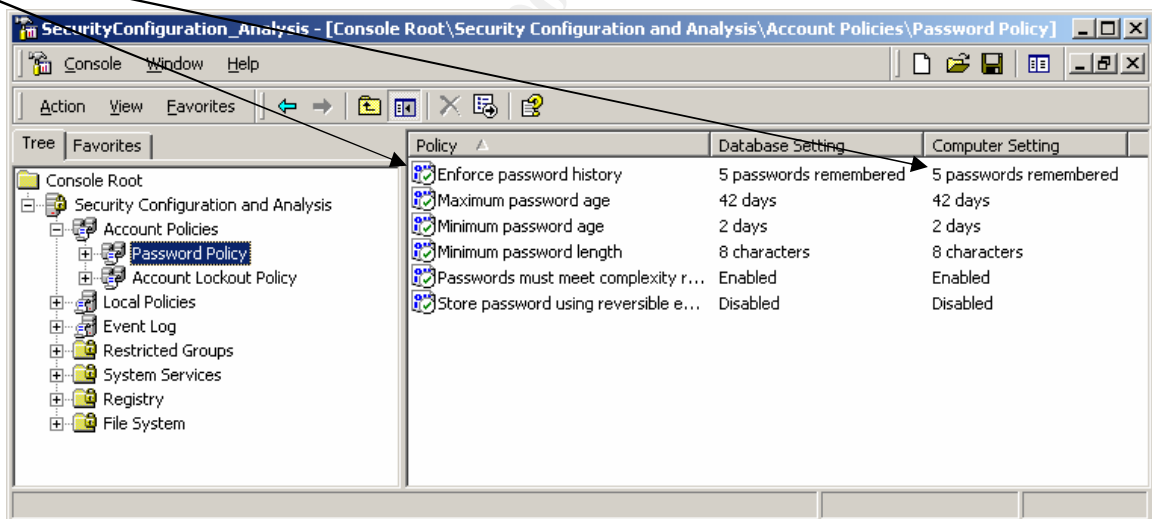 SecurityConfiguration_Analysis - [Console Root\Security Configuration and Analysis\Account Policies\Password Policy]
Console Window Help
Action View Favorites
Tree Favorites
Policy Database Setting Computer Setting
Console Root
Security Configuration and Analysis
Account Policies
Password Policy
Account Lockout Policy
Local Policies
Event Log
Restricted Groups
System Services
Registry
File System
Enforce password history 5 passwords remembered 5 passwords remembered
Maximum password age 42 days 42 days
Minimum password age 2 days 2 days
Minimum password length 8 characters 8 characters
Passwords must meet complexity r... Enabled Enabled
Store password using reversible e... Disabled Disabled